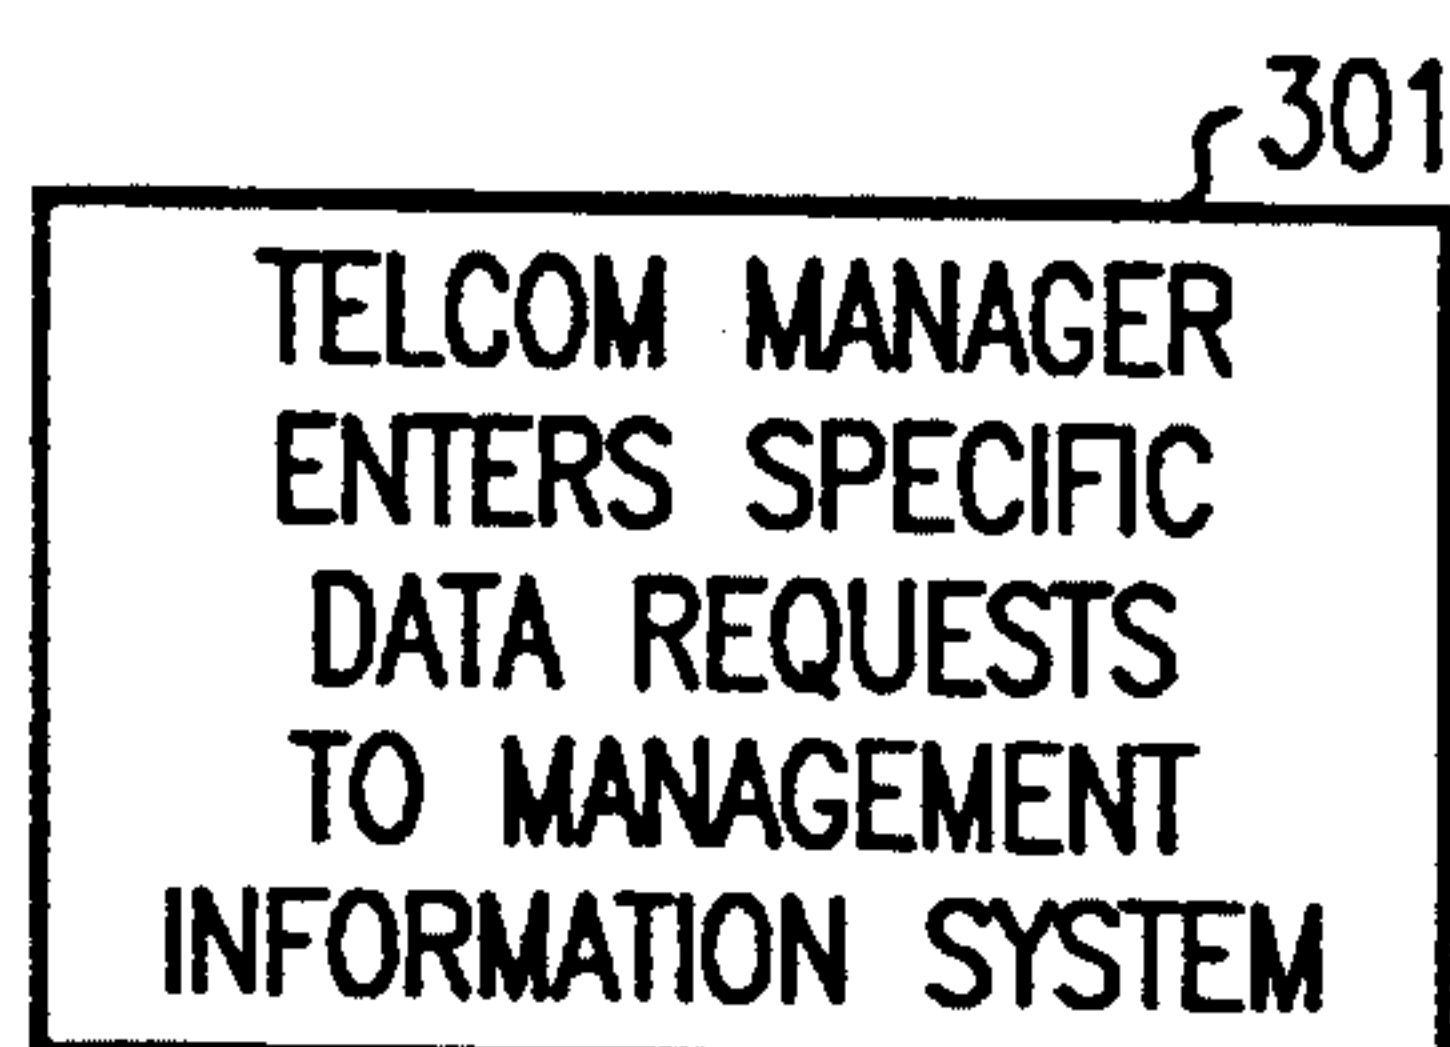 301
TELCOM MANAGER
ENTERS SPECIFIC
DATA REQUESTS
TO MANAGEMENT
INFORMATION SYSTEM